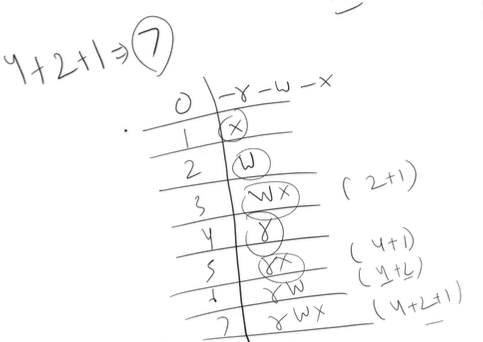 4+2+1⇒7
0 -r-w-x
1 x
2 w
3 wx (2+1)
4 r
5 rx (4+1)
6 rw (4+2)
7 rwx (4+2+1)